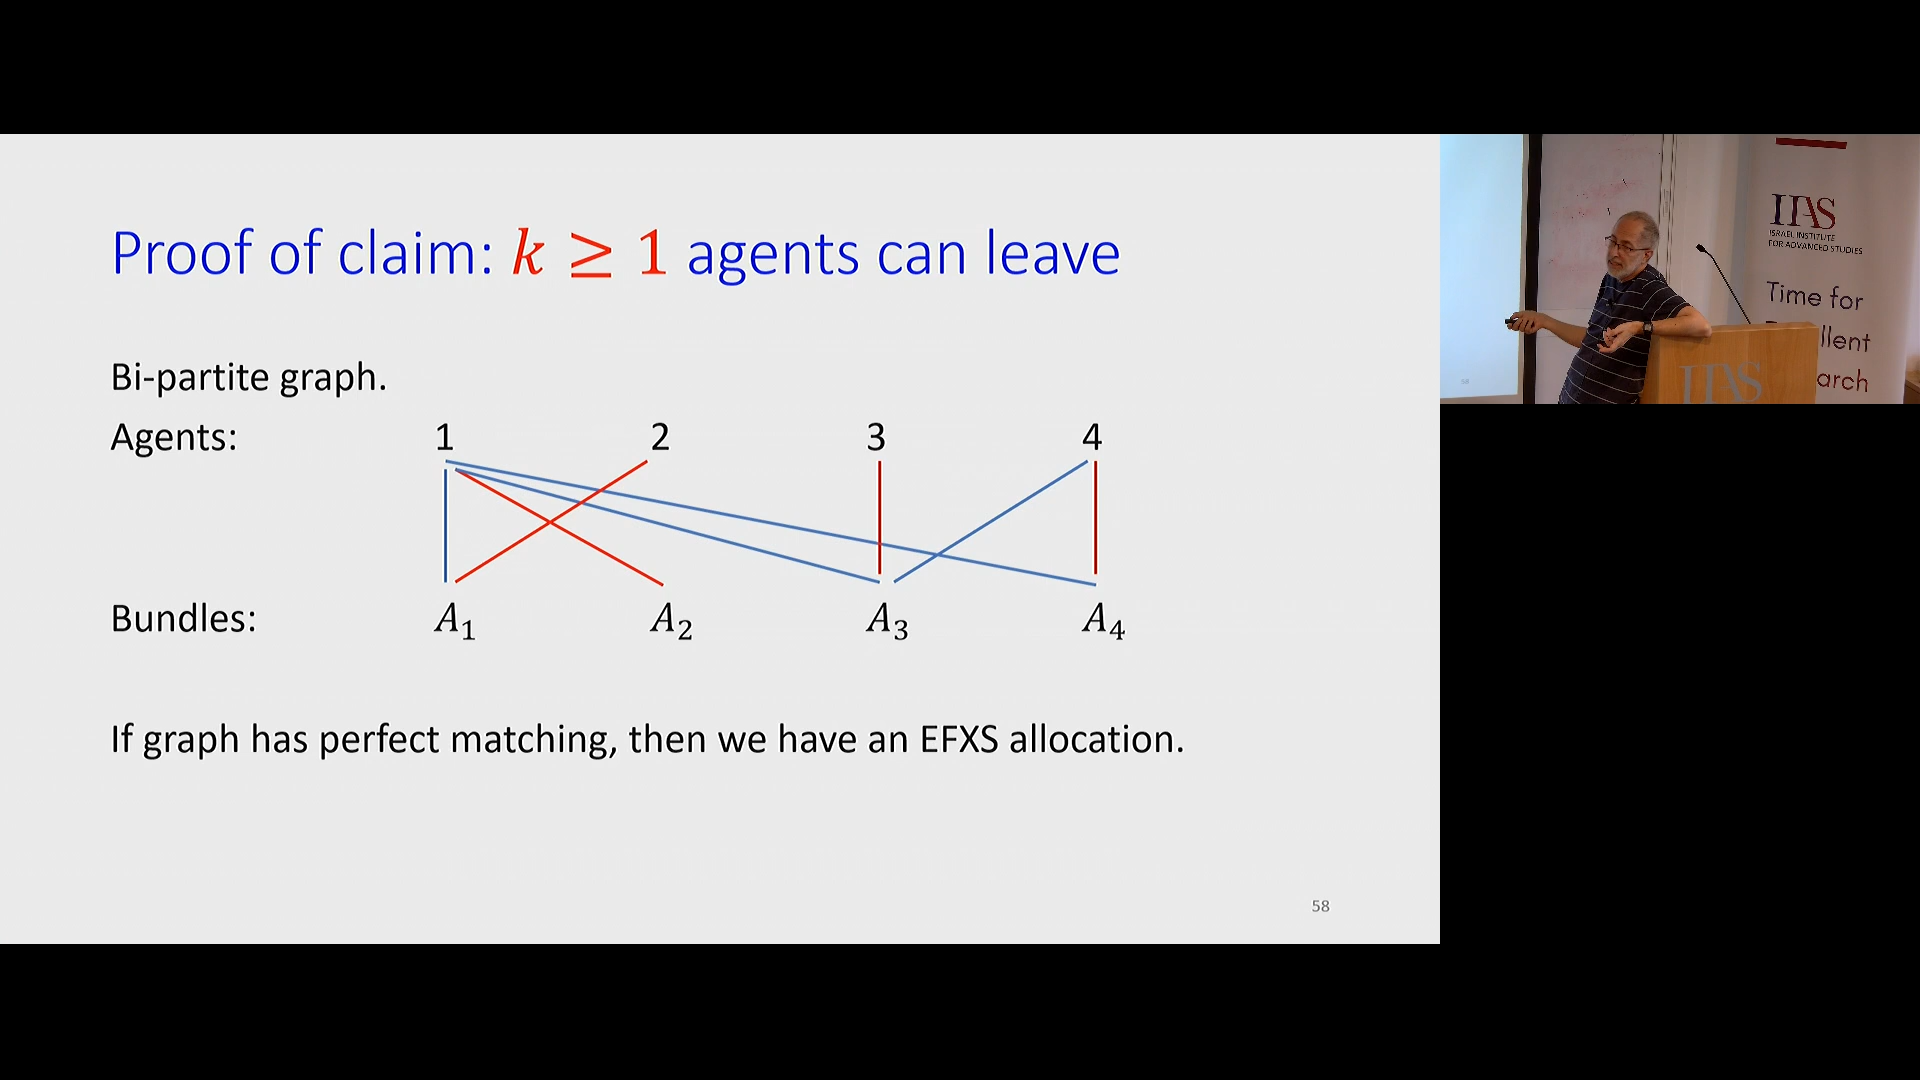 Proof of claim: k ≥ 1 agents can leave
Bi-partite graph.
Agents: 1 2 3 4
Bundles: A₁ A₂ A₃ A₄
If graph has perfect matching, then we have an EFXS allocation.
58
IIAS
ISRAEL INSTITUTE
FOR ADVANCED STUDIES
Time for
llent
arch
IIAS